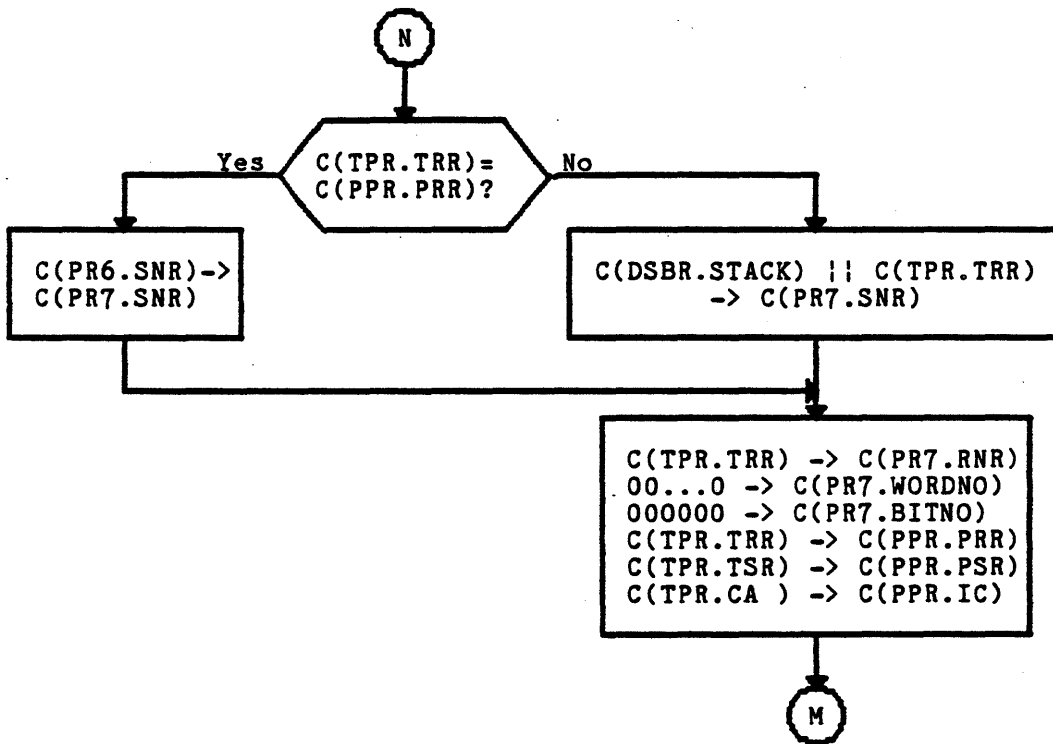 N
Yes
C(TPR.TRR)=
C(PPR.PRR)?
No
C(PR6.SNR)->
C(PR7.SNR)
C(DSBR.STACK) || C(TPR.TRR)
-> C(PR7.SNR)
C(TPR.TRR) -> C(PR7.RNR)
00...0 -> C(PR7.WORDNO)
000000 -> C(PR7.BITNO)
C(TPR.TRR) -> C(PPR.PRR)
C(TPR.TSR) -> C(PPR.PSR)
C(TPR.CA ) -> C(PPR.IC)
M